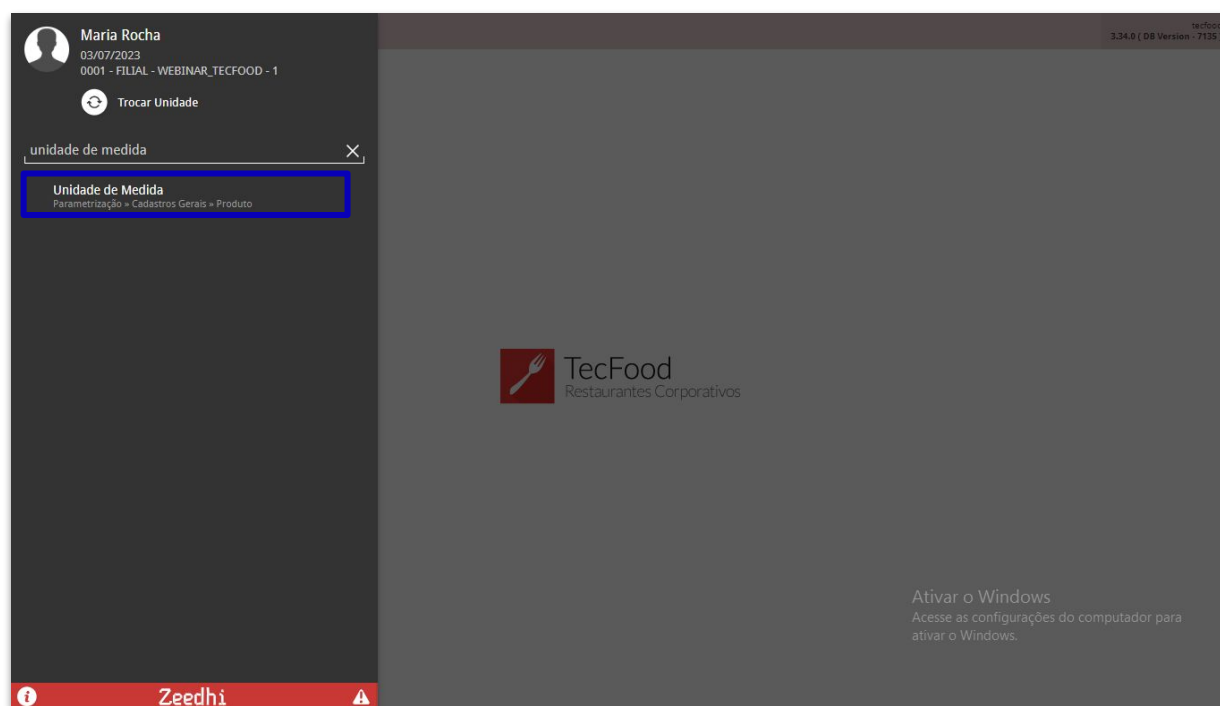 Maria Rocha
03/07/2023
0001 - FILIAL - WEBINAR_TECFOOD - 1
Trocar Unidade
unidade de medida
Unidade de Medida
Parametrização » Cadastros Gerais » Produto
3.34.0 ( DB Version - 7135
TecFood
Restaurantes Corporativos
Ativar o Windows
Acesse as configurações do computador para
ativar o Windows.
Zeedhi